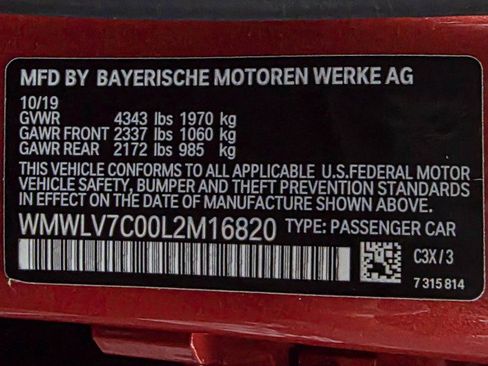 MFD BY BAYERISCHE MOTOREN WERKE AG
10/19
GVWR 4343 lbs 1970 kg
GAWR FRONT 2337 lbs 1060 kg
GAWR REAR 2172 lbs 985 kg
THIS VEHICLE CONFORMS TO ALL APPLICABLE U.S.FEDERAL MOTOR
VEHICLE SAFETY, BUMPER AND THEFT PREVENTION STANDARDS
IN EFFECT ON THE DATE OF MANUFACTURE SHOWN ABOVE.
WMWLV7C00L2M16820 TYPE: PASSENGER CAR
C3X / 3
7 315 814